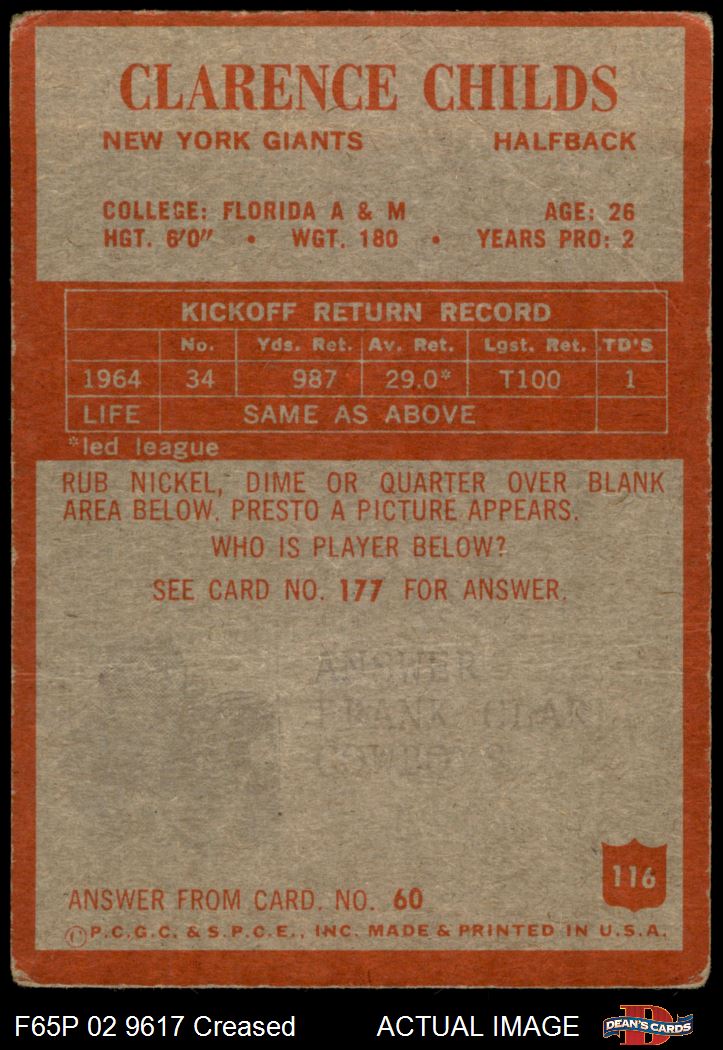 CLARENCE CHILDS
NEW YORK GIANTS HALFBACK
COLLEGE: FLORIDA A & M AGE: 26
HGT. 6'0" • WGT. 180 • YEARS PRO: 2
KICKOFF RETURN RECORD
No. Yds. Ret. Av. Ret. Lgst. Ret. TD'S
1964 34 987 29.0* T100 1
LIFE SAME AS ABOVE
*led league
RUB NICKEL, DIME OR QUARTER OVER BLANK
AREA BELOW. PRESTO A PICTURE APPEARS.
WHO IS PLAYER BELOW?
SEE CARD NO. 177 FOR ANSWER.
ANSWER
FRANK CLAR
COWBOYS
116
ANSWER FROM CARD. NO. 60
©P.C.G.C. & S.P.C.E., INC. MADE & PRINTED IN U.S.A.
F65P 02 9617 Creased ACTUAL IMAGE
D
DEAN'S CARDS